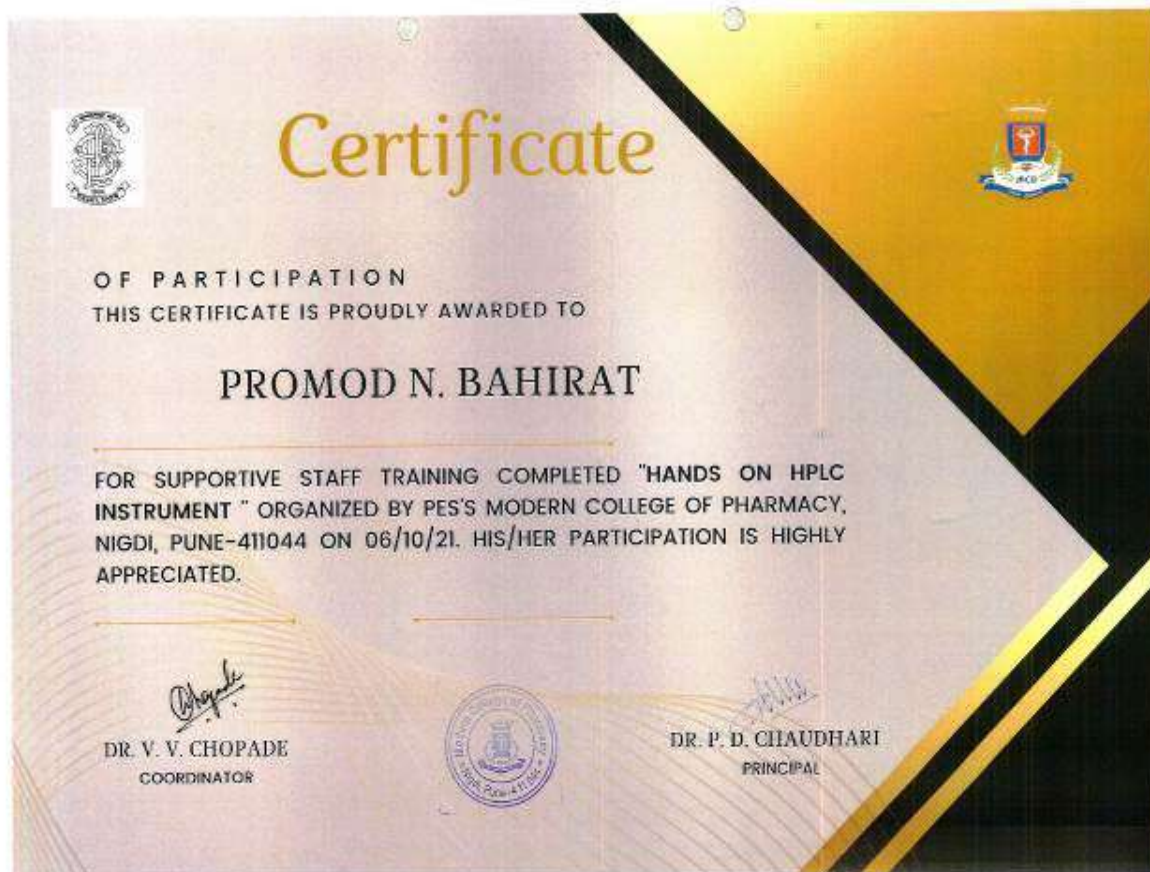 Certificate
OF PARTICIPATION
THIS CERTIFICATE IS PROUDLY AWARDED TO
PROMOD N. BAHIRAT
FOR SUPPORTIVE STAFF TRAINING COMPLETED "HANDS ON HPLC
INSTRUMENT " ORGANIZED BY PES'S MODERN COLLEGE OF PHARMACY,
NIGDI, PUNE-411044 ON 06/10/21. HIS/HER PARTICIPATION IS HIGHLY
APPRECIATED.
Chopade
DR. V. V. CHOPADE
COORDINATOR
DR. P. D. CHAUDHARI
PRINCIPAL